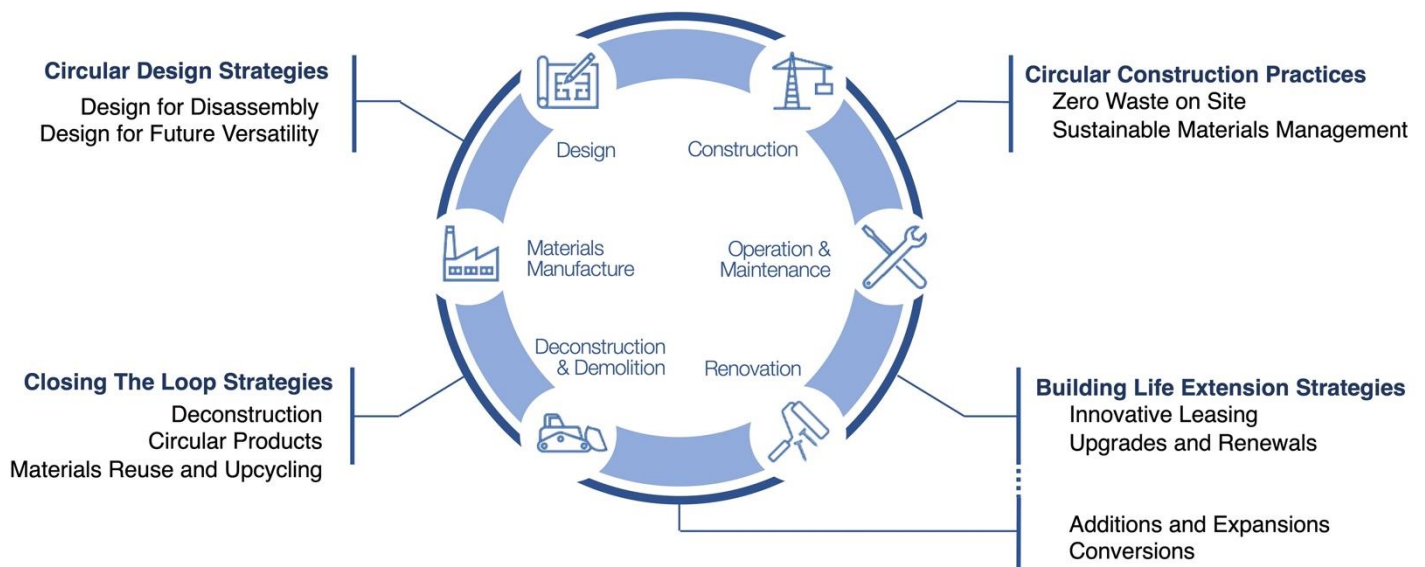 Circular Design Strategies
Design for Disassembly
Design for Future Versatility
Circular Construction Practices
Zero Waste on Site
Sustainable Materials Management
Design
Construction
Materials
Manufacture
Operation &
Maintenance
Deconstruction
& Demolition
Renovation
Closing The Loop Strategies
Deconstruction
Circular Products
Materials Reuse and Upcycling
Building Life Extension Strategies
Innovative Leasing
Upgrades and Renewals
Additions and Expansions
Conversions